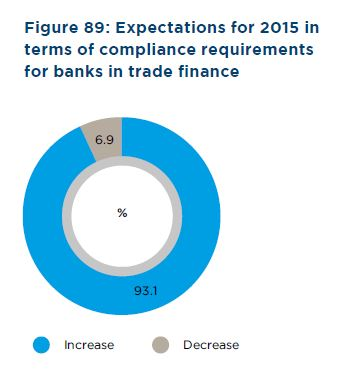 Figure 89: Expectations for 2015 in
terms of compliance requirements
for banks in trade finance
6.9
%
93.1
Increase
Decrease